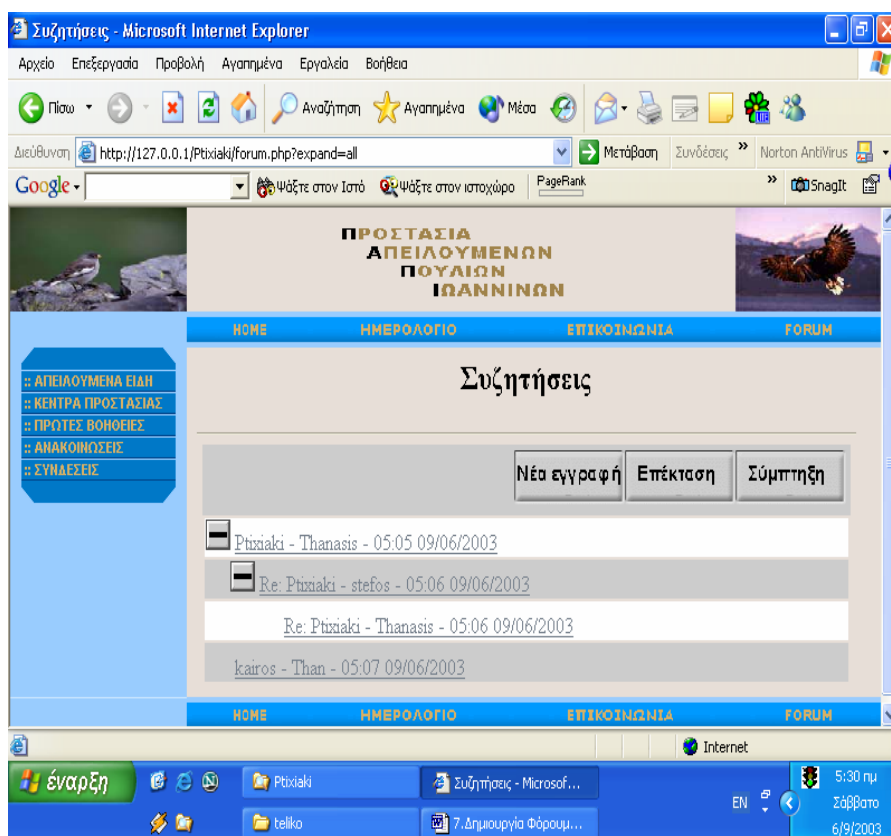 Συζητήσεις - Microsoft Internet Explorer
Αρχείο Επεξεργασία Προβολή Αγαπημένα Εργαλεία Βοήθεια
Πίσω Αναζήτηση Αγαπημένα Μέσα
Διεύθυνση http://127.0.0.1/Ptixiaki/forum.php?expand=all Μετάβαση Συνδέσεις » Norton AntiVirus
Google Ψάξτε στον Ιστό Ψάξτε στον ιστοχώρο PageRank » SnagIt
ΠΡΟΣΤΑΣΙΑ
ΑΠΕΙΛΟΥΜΕΝΩΝ
ΠΟΥΛΙΩΝ
ΙΩΑΝΝΙΝΩΝ
HOME ΗΜΕΡΟΛΟΓΙΟ ΕΠΙΚΟΙΝΩΝΙΑ FORUM
:: ΑΠΕΙΛΟΥΜΕΝΑ ΕΙΔΗ
:: ΚΕΝΤΡΑ ΠΡΟΣΤΑΣΙΑΣ
:: ΠΡΩΤΕΣ ΒΟΗΘΕΙΕΣ
:: ΑΝΑΚΟΙΝΩΣΕΙΣ
:: ΣΥΝΔΕΣΕΙΣ
Συζητήσεις
Νέα εγγραφή Επέκταση Σύμπτηξη
Ptixiaki - Thanasis - 05:05 09/06/2003
Re: Ptixiaki - stefos - 05:06 09/06/2003
Re: Ptixiaki - Thanasis - 05:06 09/06/2003
kairos - Than - 05:07 09/06/2003
HOME ΗΜΕΡΟΛΟΓΙΟ ΕΠΙΚΟΙΝΩΝΙΑ FORUM
Internet
έναρξη Ptixiaki Συζητήσεις - Microsof... 5:30 πμ
EN Σάββατο
teliko 7.Δημιουργία Φόρουμ... 6/9/2003